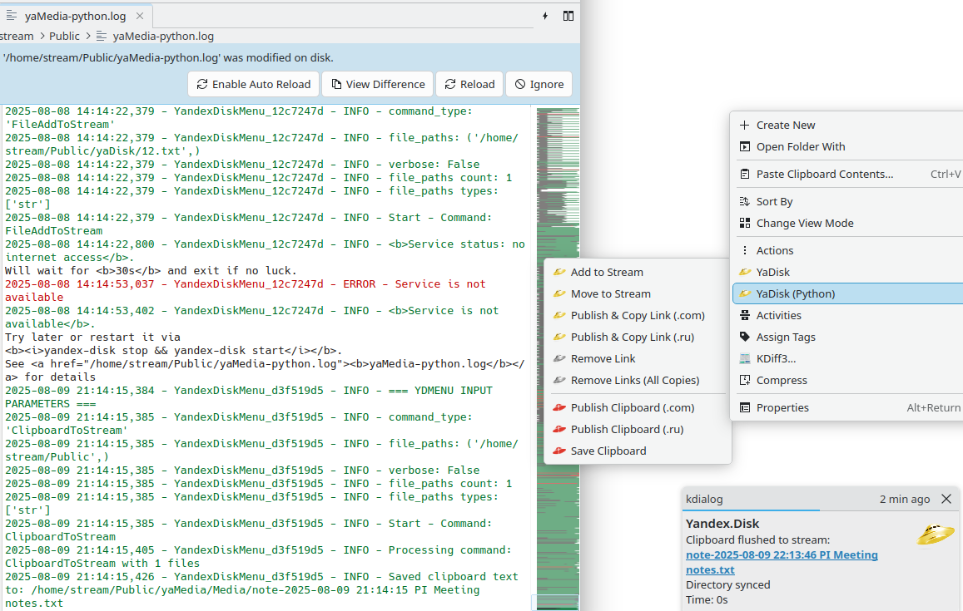 yaMedia-python.log
stream > Public > yaMedia-python.log
'/home/stream/Public/yaMedia-python.log' was modified on disk.
Enable Auto Reload View Difference Reload Ignore
2025-08-08 14:14:22,379 - YandexDiskMenu_12c7247d - INFO - command_type:
'FileAddToStream'
2025-08-08 14:14:22,379 - YandexDiskMenu_12c7247d - INFO - file_paths: ('/home/
stream/Public/yaDisk/12.txt',)
2025-08-08 14:14:22,379 - YandexDiskMenu_12c7247d - INFO - verbose: False
2025-08-08 14:14:22,379 - YandexDiskMenu_12c7247d - INFO - file_paths count: 1
2025-08-08 14:14:22,379 - YandexDiskMenu_12c7247d - INFO - file_paths types:
['str']
2025-08-08 14:14:22,379 - YandexDiskMenu_12c7247d - INFO - Start - Command:
FileAddToStream
2025-08-08 14:14:22,800 - YandexDiskMenu_12c7247d - INFO - <b>Service status: no
internet access</b>.
Will wait for <b>30s</b> and exit if no luck.
2025-08-08 14:14:53,037 - YandexDiskMenu_12c7247d - ERROR - Service is not
available
2025-08-08 14:14:53,402 - YandexDiskMenu_12c7247d - INFO - <b>Service is not
available</b>.
Try later or restart it via
<b><i>yandex-disk stop && yandex-disk start</i></b>.
See <a href="/home/stream/Public/yaMedia-python.log"><b>yaMedia-python.log</b></
a> for details
2025-08-09 21:14:15,384 - YandexDiskMenu_d3f519d5 - INFO - === YDMENU INPUT
PARAMETERS ===
2025-08-09 21:14:15,385 - YandexDiskMenu_d3f519d5 - INFO - command_type:
'ClipboardToStream'
2025-08-09 21:14:15,385 - YandexDiskMenu_d3f519d5 - INFO - file_paths: ('/home/
stream/Public',)
2025-08-09 21:14:15,385 - YandexDiskMenu_d3f519d5 - INFO - verbose: False
2025-08-09 21:14:15,385 - YandexDiskMenu_d3f519d5 - INFO - file_paths count: 1
2025-08-09 21:14:15,385 - YandexDiskMenu_d3f519d5 - INFO - file_paths types:
['str']
2025-08-09 21:14:15,385 - YandexDiskMenu_d3f519d5 - INFO - Start - Command:
ClipboardToStream
2025-08-09 21:14:15,405 - YandexDiskMenu_d3f519d5 - INFO - Processing command:
ClipboardToStream with 1 files
2025-08-09 21:14:15,426 - YandexDiskMenu_d3f519d5 - INFO - Saved clipboard text
to: /home/stream/Public/yaMedia/Media/note-2025-08-09 21:14:15 PI Meeting
notes.txt
Add to Stream
Move to Stream
Publish & Copy Link (.com)
Publish & Copy Link (.ru)
Remove Link
Remove Links (All Copies)
Publish Clipboard (.com)
Publish Clipboard (.ru)
Save Clipboard
Create New
Open Folder With
Paste Clipboard Contents... Ctrl+V
Sort By
Change View Mode
Actions
YaDisk
YaDisk (Python)
Activities
Assign Tags
KDiff3...
Compress
Properties Alt+Return
kdialog 2 min ago
Yandex.Disk
Clipboard flushed to stream:
note-2025-08-09 22:13:46 PI Meeting
notes.txt
Directory synced
Time: 0s